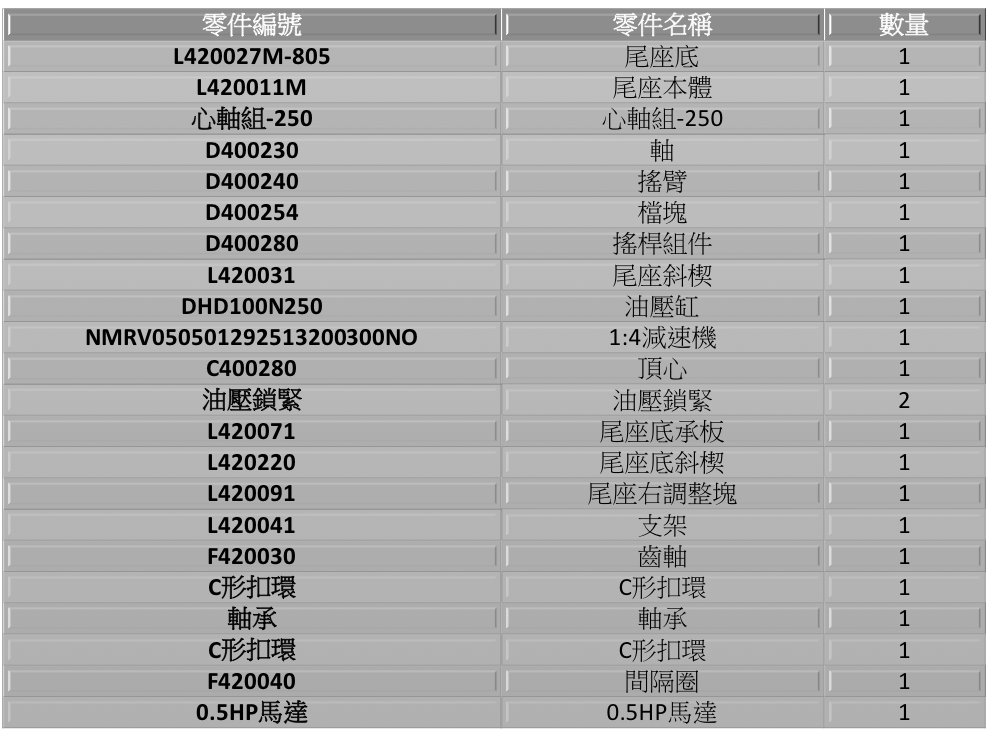 零件編號 零件名稱 數量
L420027M-805 尾座底 1
L420011M 尾座本體 1
心軸組-250 心軸組-250 1
D400230 軸 1
D400240 搖臂 1
D400254 檔塊 1
D400280 搖桿組件 1
L420031 尾座斜楔 1
DHD100N250 油壓缸 1
NMRV050501292513200300NO 1:4減速機 1
C400280 頂心 1
油壓鎖緊 油壓鎖緊 2
L420071 尾座底承板 1
L420220 尾座底斜楔 1
L420091 尾座右調整塊 1
L420041 支架 1
F420030 齒軸 1
C形扣環 C形扣環 1
軸承 軸承 1
C形扣環 C形扣環 1
F420040 間隔圈 1
0.5HP馬達 0.5HP馬達 1